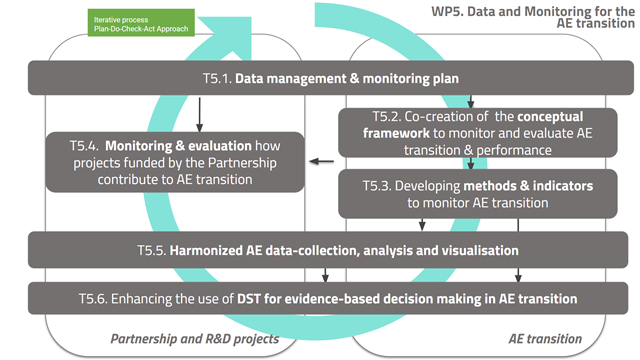 Iterative process
Plan-Do-Check-Act Approach
WP5. Data and Monitoring for the
AE transition
T5.1. Data management & monitoring plan
T5.2. Co-creation of the conceptual
framework to monitor and evaluate AE
transition & performance
T5.4. Monitoring & evaluation how
projects funded by the Partnership
contribute to AE transition
T5.3. Developing methods & indicators
to monitor AE transition
T5.5. Harmonized AE data-collection, analysis and visualisation
T5.6. Enhancing the use of DST for evidence-based decision making in AE transition
Partnership and R&D projects
AE transition